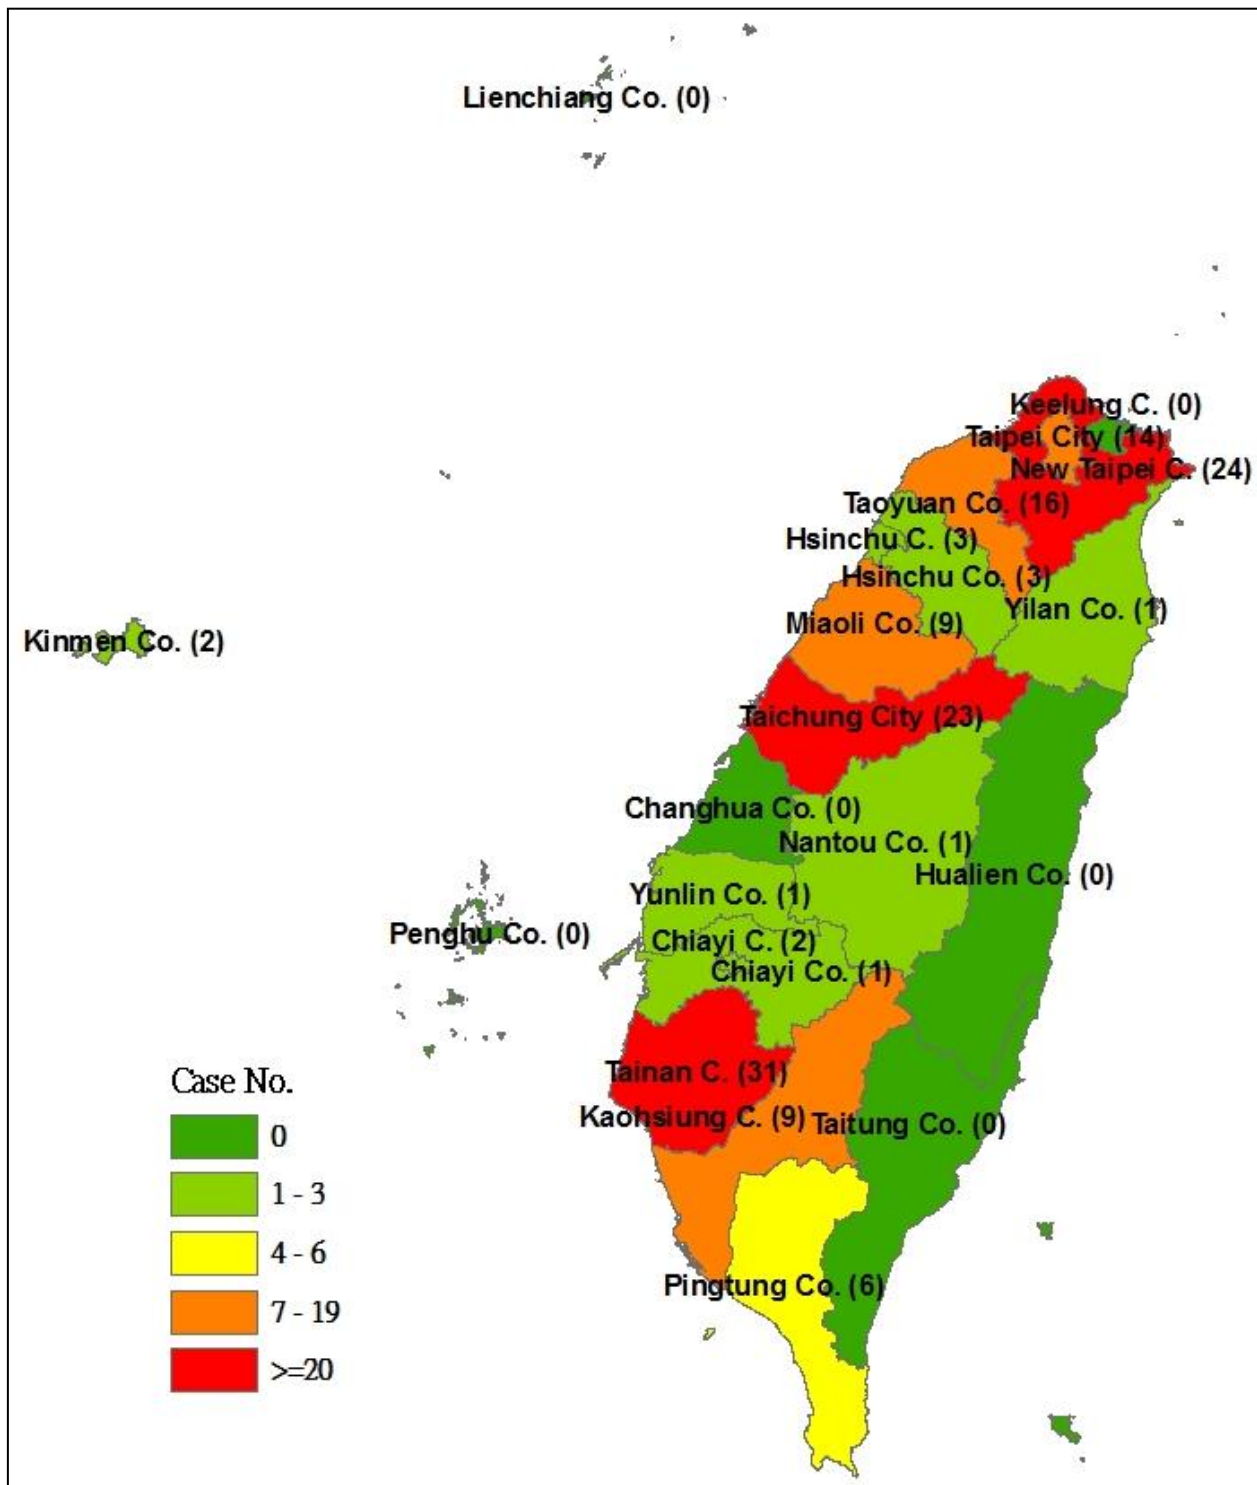 Lienchiang Co. (0)
Keelung C. (0)
Taipei City (14)
New Taipei C. (24)
Taoyuan Co. (16)
Hsinchu C. (3)
Hsinchu Co. (3)
Yilan Co. (1)
Miaoli Co. (9)
Kinmen Co. (2)
Taichung City (23)
Changhua Co. (0)
Nantou Co. (1)
Hualien Co. (0)
Yunlin Co. (1)
Penghu Co. (0)
Chiayi C. (2)
Chiayi Co. (1)
Tainan C. (31)
Kaohsiung C. (9)
Taitung Co. (0)
Pingtung Co. (6)
Case No.
0
1 - 3
4 - 6
7 - 19
>=20